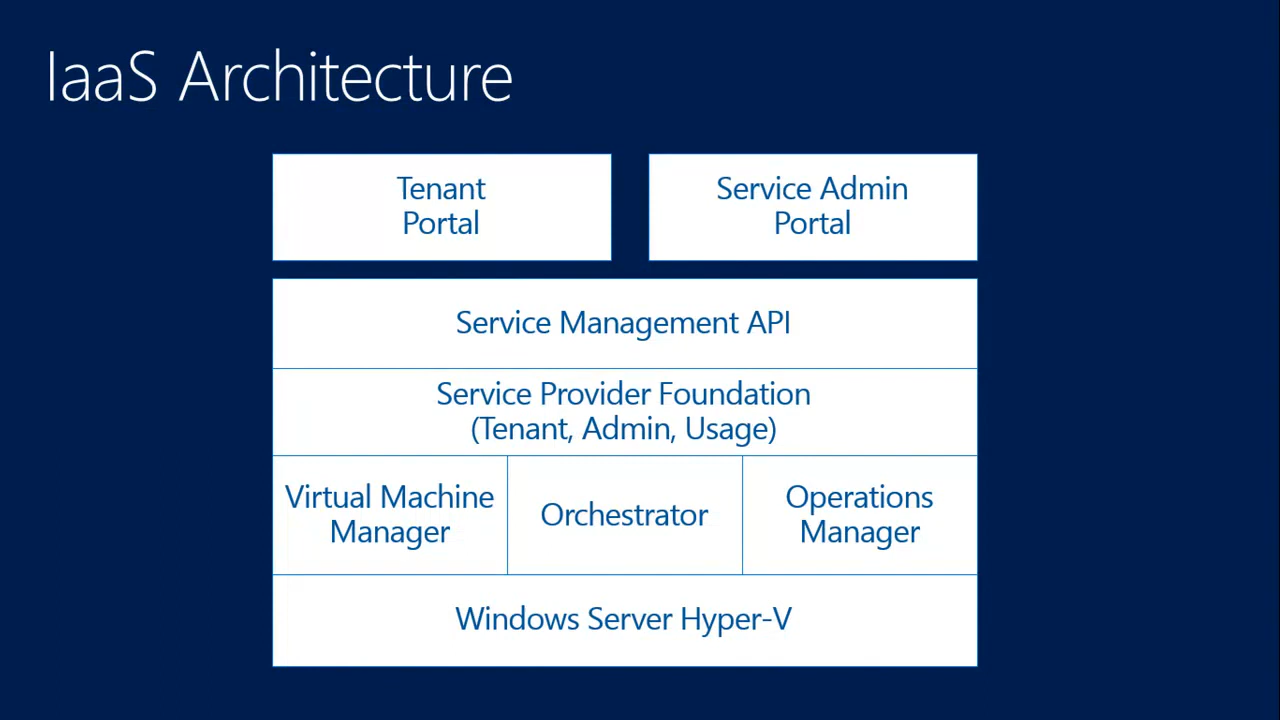 IaaS Architecture
Tenant
Portal
Service Admin
Portal
Service Management API
Service Provider Foundation
(Tenant, Admin, Usage)
Virtual Machine
Manager
Orchestrator
Operations
Manager
Windows Server Hyper-V